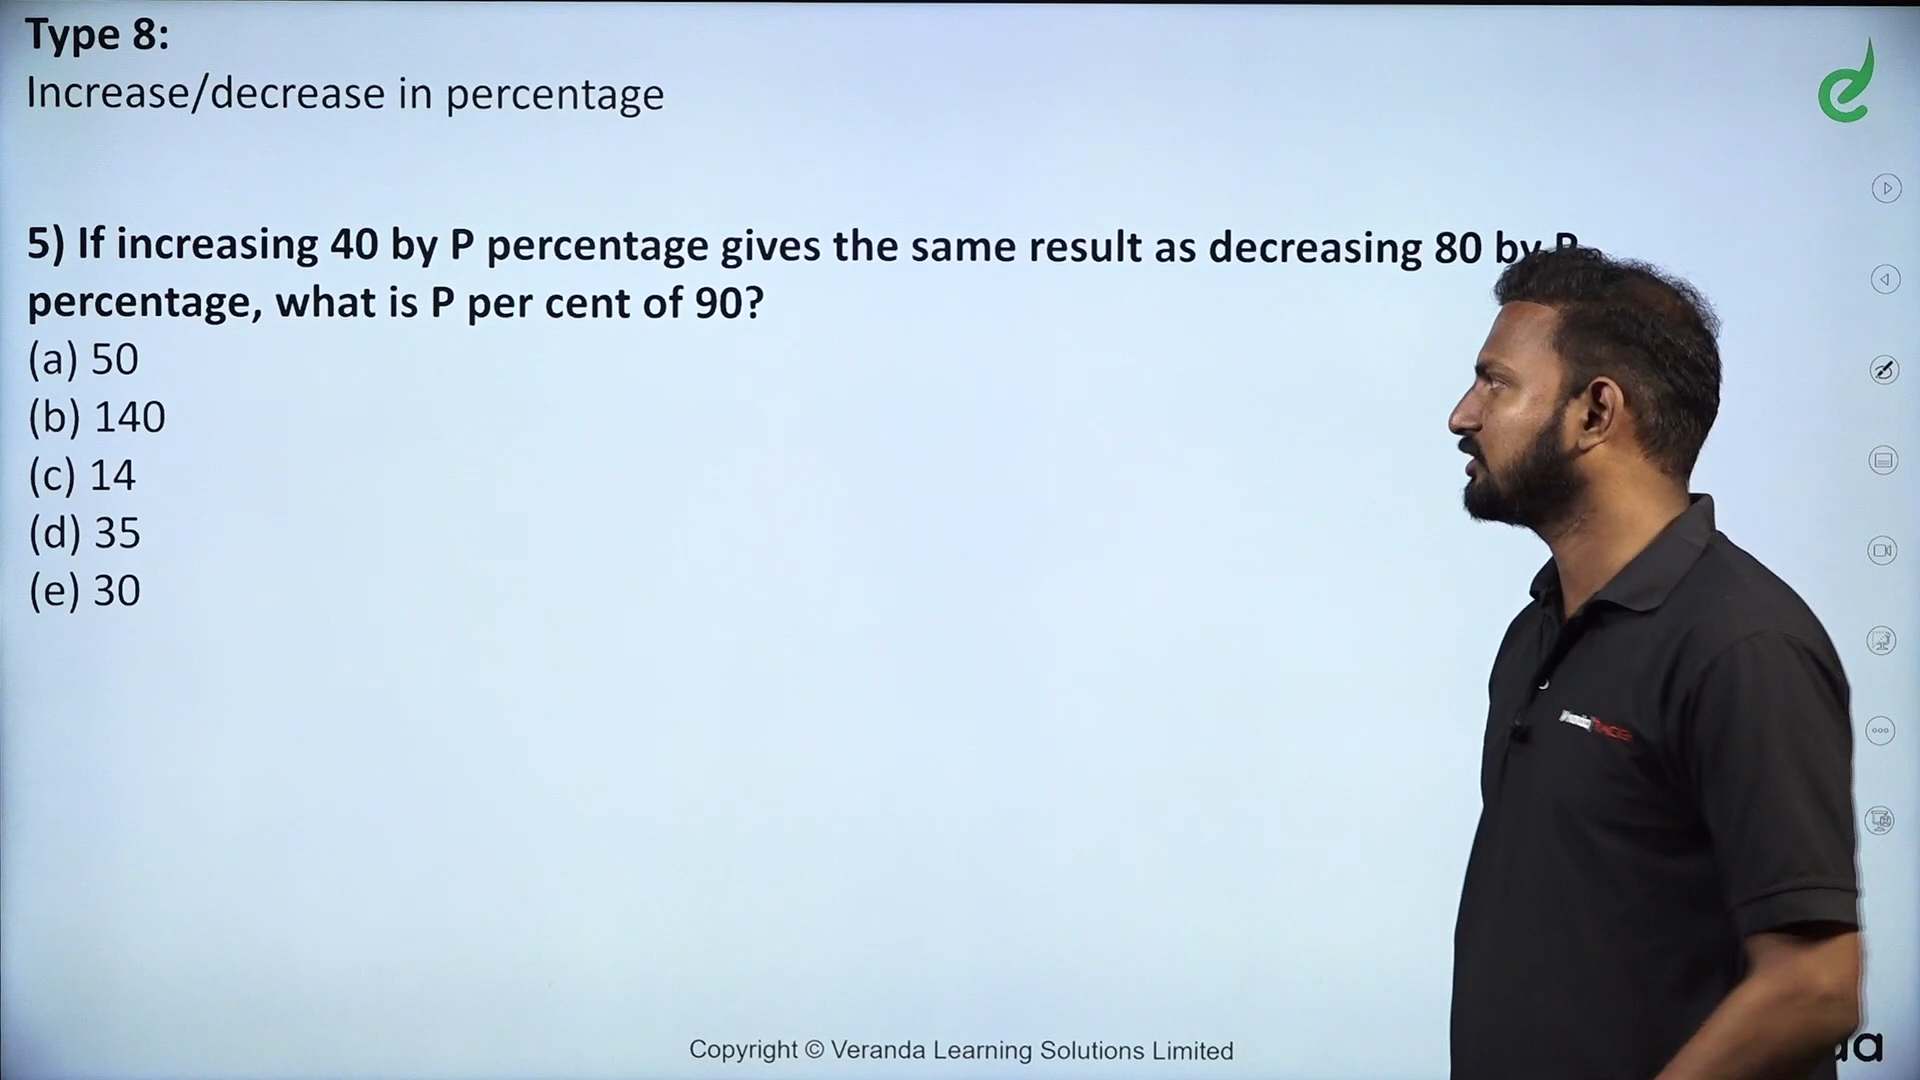 Type 8:
Increase/decrease in percentage
5) If increasing 40 by P percentage gives the same result as decreasing 80 by P
percentage, what is P per cent of 90?
(a) 50
(b) 140
(c) 14
(d) 35
(e) 30
Copyright © Veranda Learning Solutions Limited